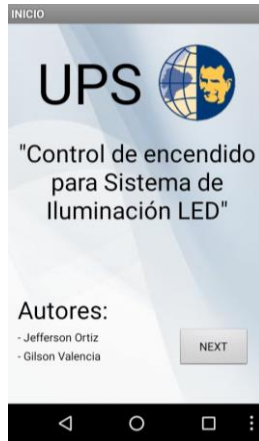 INICIO
UPS
"Control de encendido
para Sistema de
Iluminación LED"
Autores:
- Jefferson Ortiz
- Gilson Valencia
NEXT